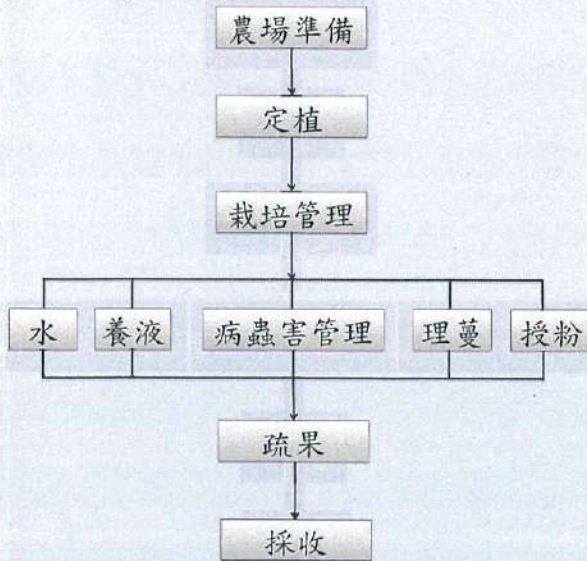 農場準備
定植
栽培管理
水 養液 病蟲害管理 理蔓 授粉
疏果
採收